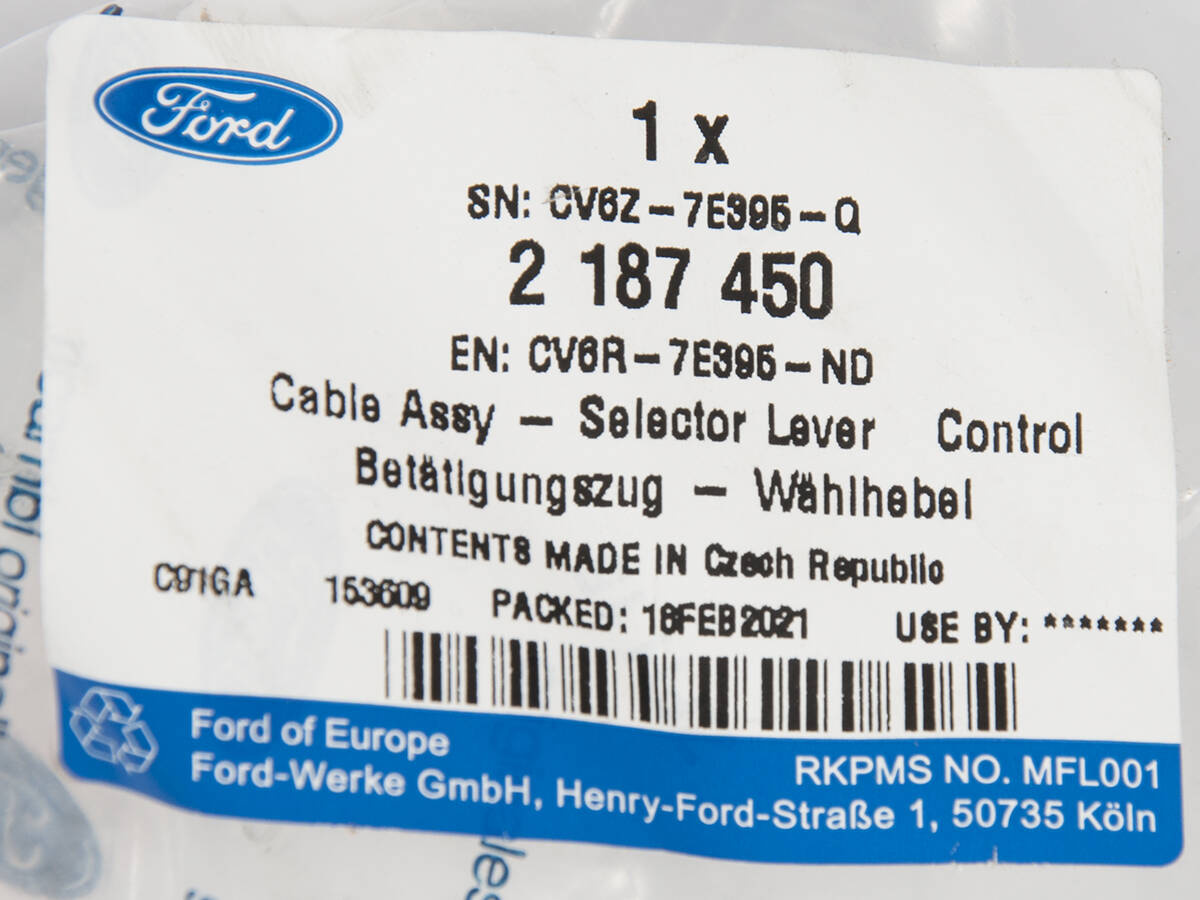 Ford
1 x
SN: CV6Z-7E395-Q
2 187 450
EN: CV6R-7E395-ND
Cable Assy - Selector Lever Control
Betätigungszug - Wählhebel
CONTENTS MADE IN Czech Republic
C91GA 153609 PACKED: 16FEB2021 USE BY: *******
Ford of Europe
RKPMS NO. MFL001
Ford-Werke GmbH, Henry-Ford-Straße 1, 50735 Köln